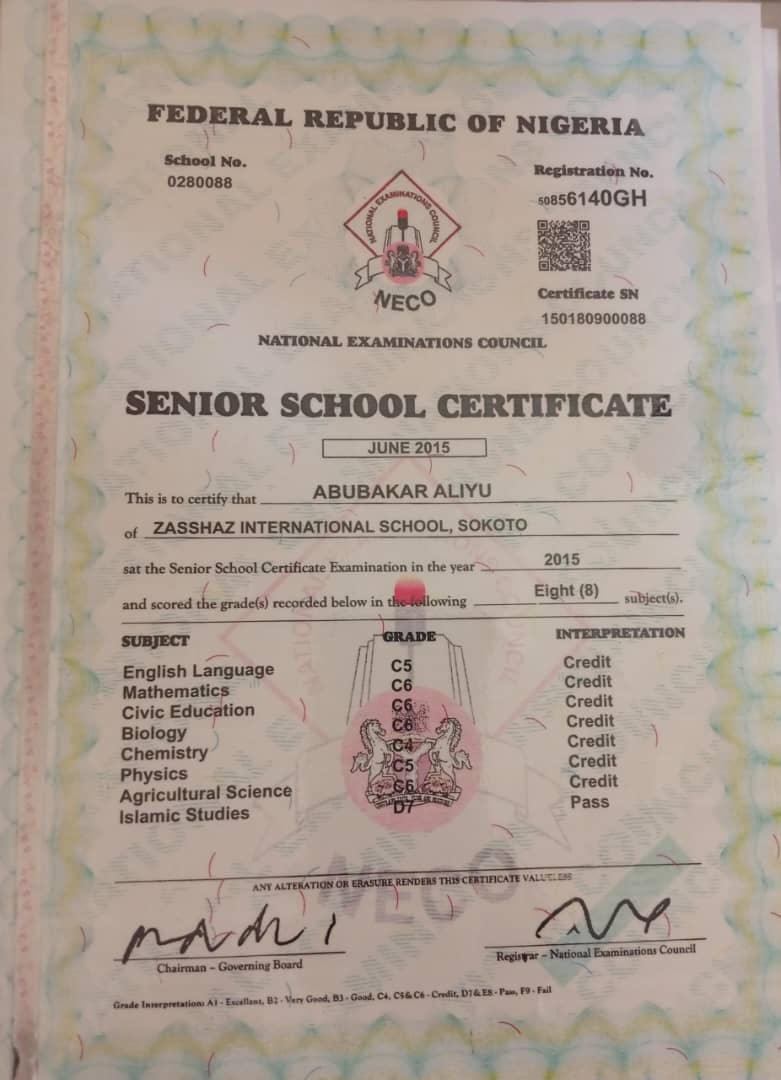 FEDERAL REPUBLIC OF NIGERIA
School No.
0280088
Registration No.
50856140GH
NATIONAL EXAMINATIONS COUNCIL
NECO
Certificate SN
150180900088
NATIONAL EXAMINATIONS COUNCIL
SENIOR SCHOOL CERTIFICATE
JUNE 2015
This is to certify that ABUBAKAR ALIYU
of ZASSHAZ INTERNATIONAL SCHOOL, SOKOTO
sat the Senior School Certificate Examination in the year 2015
and scored the grade(s) recorded below in the following Eight (8) subject(s).
SUBJECT GRADE INTERPRETATION
English Language C5 Credit
Mathematics C6 Credit
Civic Education C6 Credit
Biology C6 Credit
Chemistry C4 Credit
Physics C5 Credit
Agricultural Science C6 Credit
Islamic Studies D7 Pass
NECO
ANY ALTERATION OR ERASURE RENDERS THIS CERTIFICATE VALUELESS
Chairman – Governing Board
Registrar – National Examinations Council
Grade Interpretation: A1 - Excellent, B2 - Very Good, B3 - Good, C4, C5 & C6 - Credit, D7 & E8 - Pass, F9 - Fail